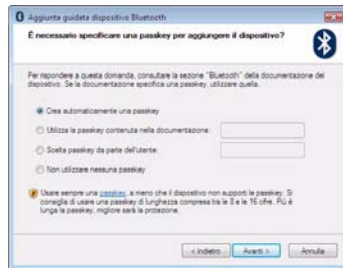 Aggiunta guidata dispositivo Bluetooth
È necessario specificare una passkey per aggiungere il dispositivo?
Per rispondere a questa domanda, consultare la sezione "Bluetooth" della documentazione del
dispositivo. Se la documentazione specifica una passkey, utilizzare quella.
Crea automaticamente una passkey
Utilizza la passkey contenuta nella documentazione:
Scelta passkey da parte dell'utente:
Non utilizzare nessuna passkey
Usare sempre una passkey, a meno che il dispositivo non supporti le passkey. Si
consiglia di usare una passkey di lunghezza compresa tra le 8 e le 16 cifre. Più è
lunga la passkey, migliore sarà la protezione.
< Indietro Avanti > Annulla